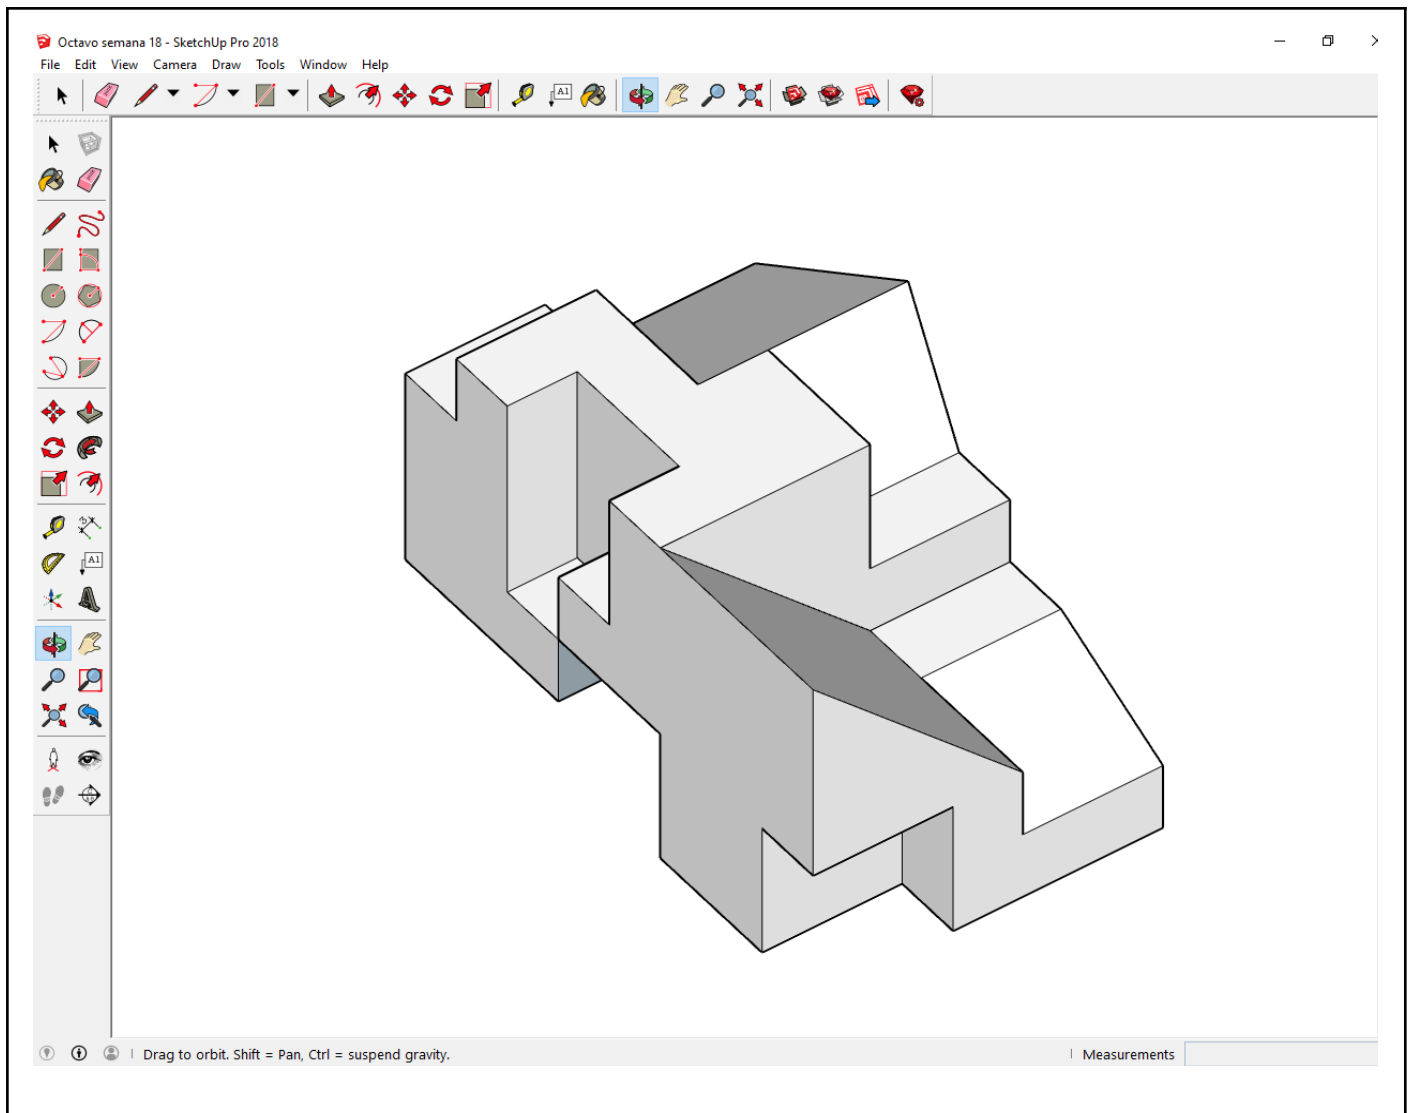 Octavo semana 18 - SketchUp Pro 2018
File Edit View Camera Draw Tools Window Help
A1
A1
Drag to orbit. Shift = Pan, Ctrl = suspend gravity.
Measurements